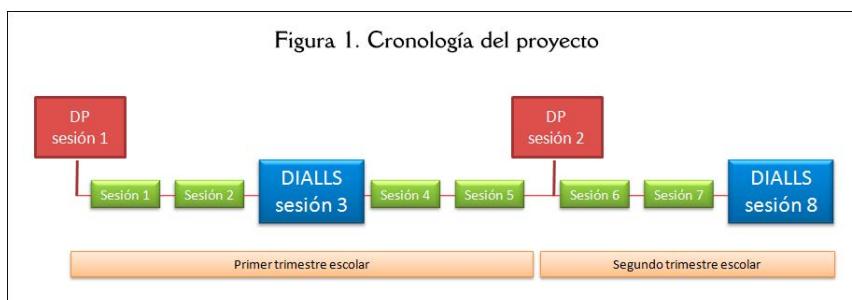 Figura 1. Cronología del proyecto
DP
sesión 1
DP
sesión 2
Sesión 1
Sesión 2
DIALLS
sesión 3
Sesión 4
Sesión 5
Sesión 6
Sesión 7
DIALLS
sesión 8
Primer trimestre escolar
Segundo trimestre escolar